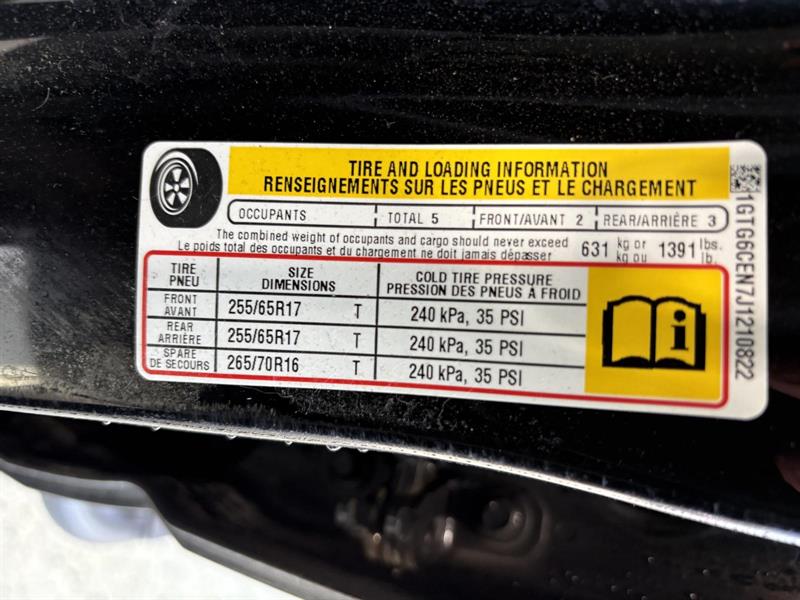 TIRE AND LOADING INFORMATION
RENSEIGNEMENTS SUR LES PNEUS ET LE CHARGEMENT
OCCUPANTS TOTAL 5 FRONT/AVANT 2 REAR/ARRIÈRE 3
The combined weight of occupants and cargo should never exceed 631 kg or 1391 lbs.
Le poids total des occupants et du chargement ne doit jamais dépasser kg ou lb.
TIRE SIZE COLD TIRE PRESSURE
PNEU DIMENSIONS PRESSION DES PNEUS À FROID
FRONT
AVANT 255/65R17 T 240 kPa, 35 PSI
REAR
ARRIÈRE 255/65R17 T 240 kPa, 35 PSI
SPARE
DE SECOURS 265/70R16 T 240 kPa, 35 PSI
i
1GTG6CEN7J1210822